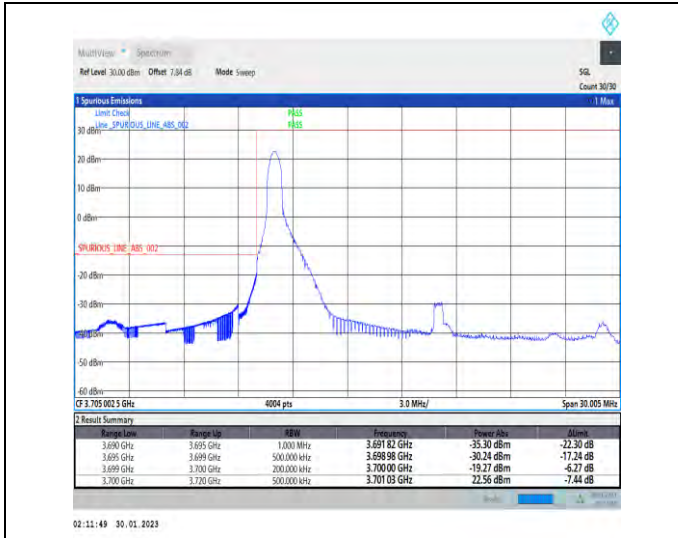 MultiView Spectrum
Ref Level 30.00 dBm Offset 7.84 dB Mode Sweep SGL
Count 30/30
1 Spurious Emissions 1 Max
Limit Check PASS
Line _SPURIOUS_LINE_ABS_002 PASS
30 dBm
20 dBm
10 dBm
0 dBm
SPURIOUS_LINE_ABS_002
-20 dBm
-30 dBm
-50 dBm
-60 dBm
CF 3.705 002 5 GHz 4004 pts 3.0 MHz/ Span 30.005 MHz
2 Result Summary
Range Low Range Up RBW Frequency Power Abs ΔLimit
3.690 GHz 3.695 GHz 1.000 MHz 3.691 82 GHz -35.30 dBm -22.30 dB
3.695 GHz 3.699 GHz 500.000 kHz 3.698 98 GHz -30.24 dBm -17.24 dB
3.699 GHz 3.700 GHz 200.000 kHz 3.700 00 GHz -19.27 dBm -6.27 dB
3.700 GHz 3.720 GHz 500.000 kHz 3.701 03 GHz 22.56 dBm -7.44 dB
02:11:49 30.01.2023